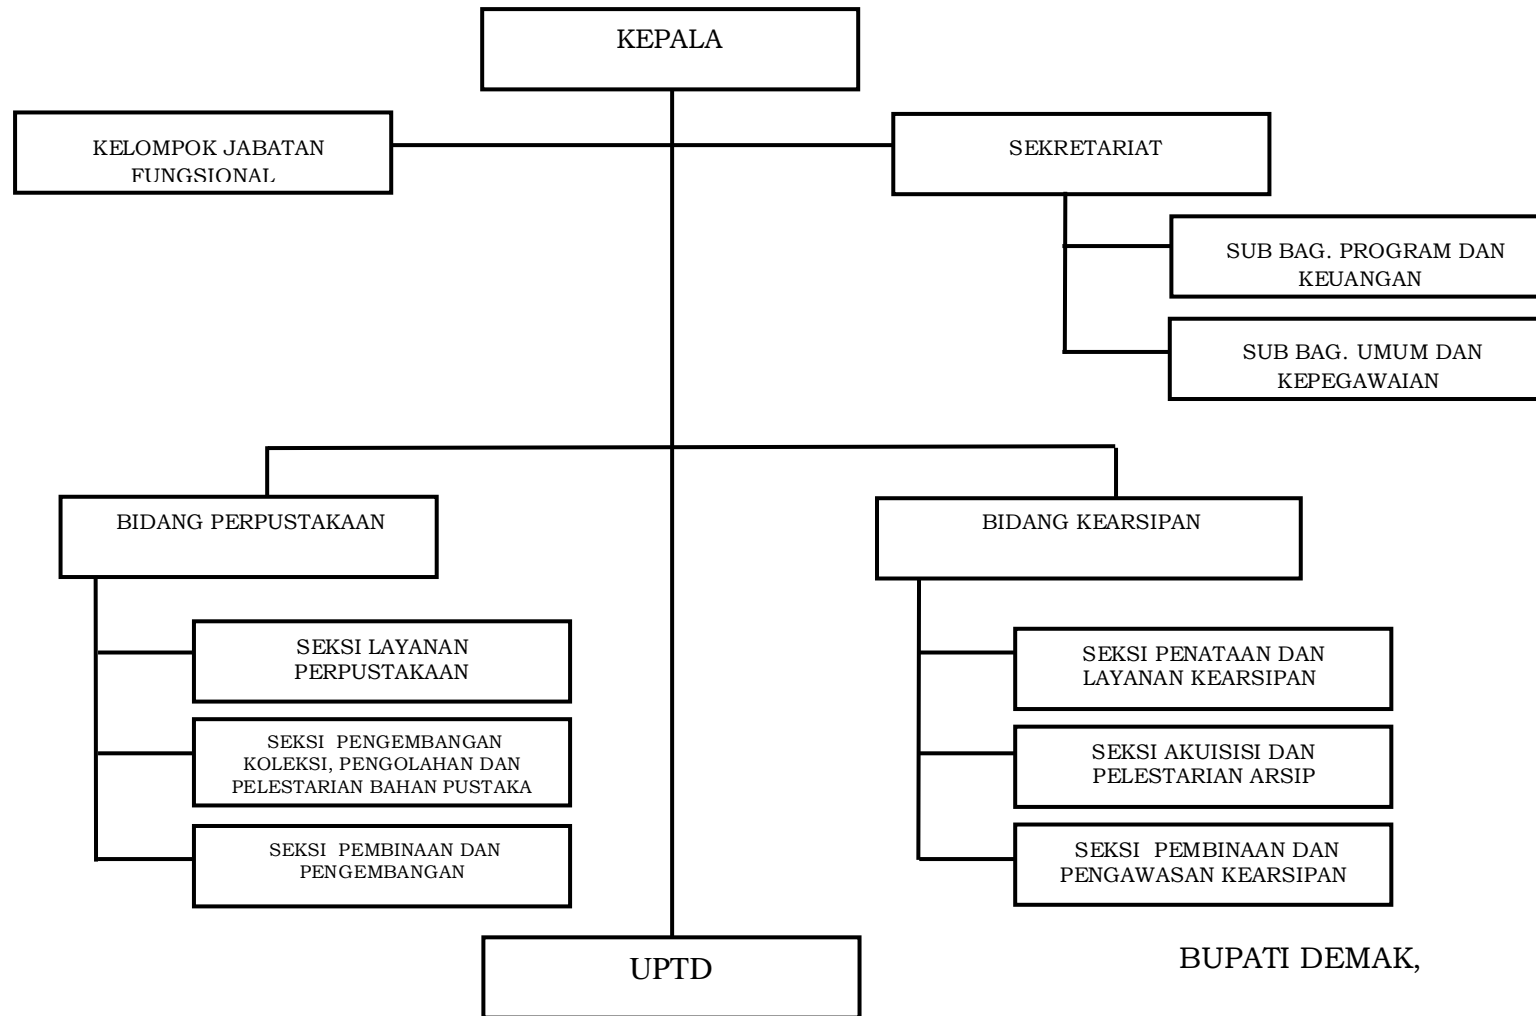 KEPALA
KELOMPOK JABATAN
FUNGSIONAL
SEKRETARIAT
SUB BAG. PROGRAM DAN
KEUANGAN
SUB BAG. UMUM DAN
KEPEGAWAIAN
BIDANG PERPUSTAKAAN
BIDANG KEARSIPAN
SEKSI LAYANAN
PERPUSTAKAAN
SEKSI PENGEMBANGAN
KOLEKSI, PENGOLAHAN DAN
PELESTARIAN BAHAN PUSTAKA
SEKSI PEMBINAAN DAN
PENGEMBANGAN
SEKSI PENATAAN DAN
LAYANAN KEARSIPAN
SEKSI AKUISISI DAN
PELESTARIAN ARSIP
SEKSI PEMBINAAN DAN
PENGAWASAN KEARSIPAN
UPTD
BUPATI DEMAK,